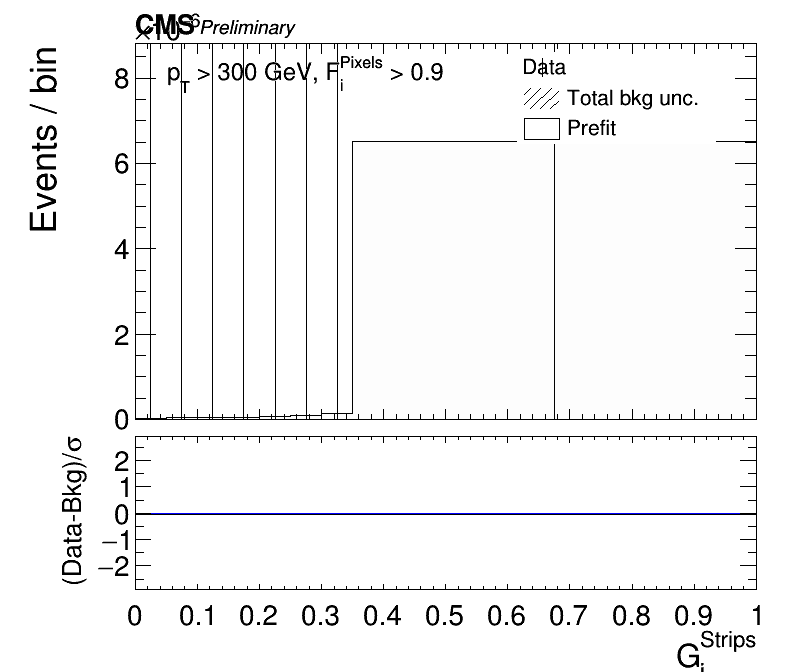 CMS Preliminary
×10⁻⁶
p_T > 300 GeV, F_i^Pixels > 0.9
Data
Total bkg unc.
Prefit
Events / bin
8
6
4
2
0
(Data-Bkg)/σ
2
1
0
−1
−2
0 0.1 0.2 0.3 0.4 0.5 0.6 0.7 0.8 0.9 1
G_i^Strips